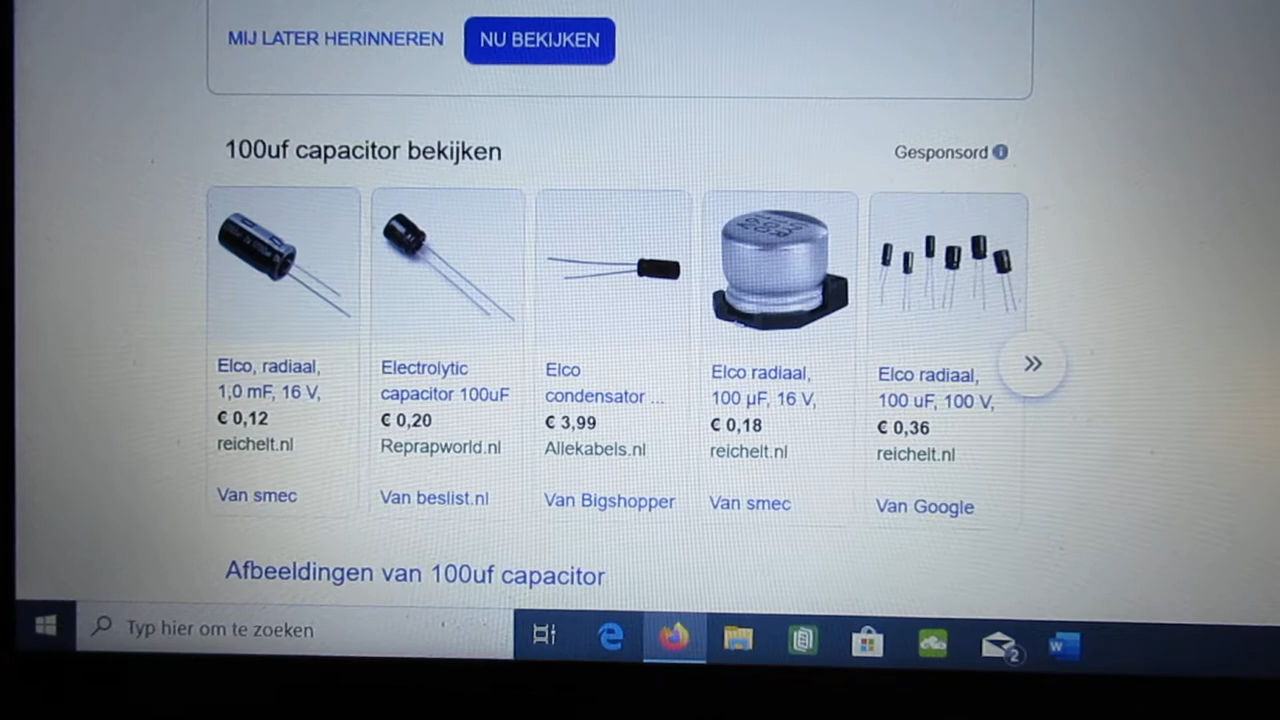 MIJ LATER HERINNEREN
NU BEKIJKEN
100uf capacitor bekijken
Gesponsord
Elco, radiaal,
1,0 mF, 16 V,
€ 0,12
reichelt.nl
Van smec
Electrolytic
capacitor 100uF
€ 0,20
Reprapworld.nl
Van beslist.nl
Elco
condensator ...
€ 3,99
Allekabels.nl
Van Bigshopper
Elco radiaal,
100 µF, 16 V,
€ 0,18
reichelt.nl
Van smec
Elco radiaal,
100 uF, 100 V,
€ 0,36
reichelt.nl
Van Google
Afbeeldingen van 100uf capacitor
Typ hier om te zoeken
2